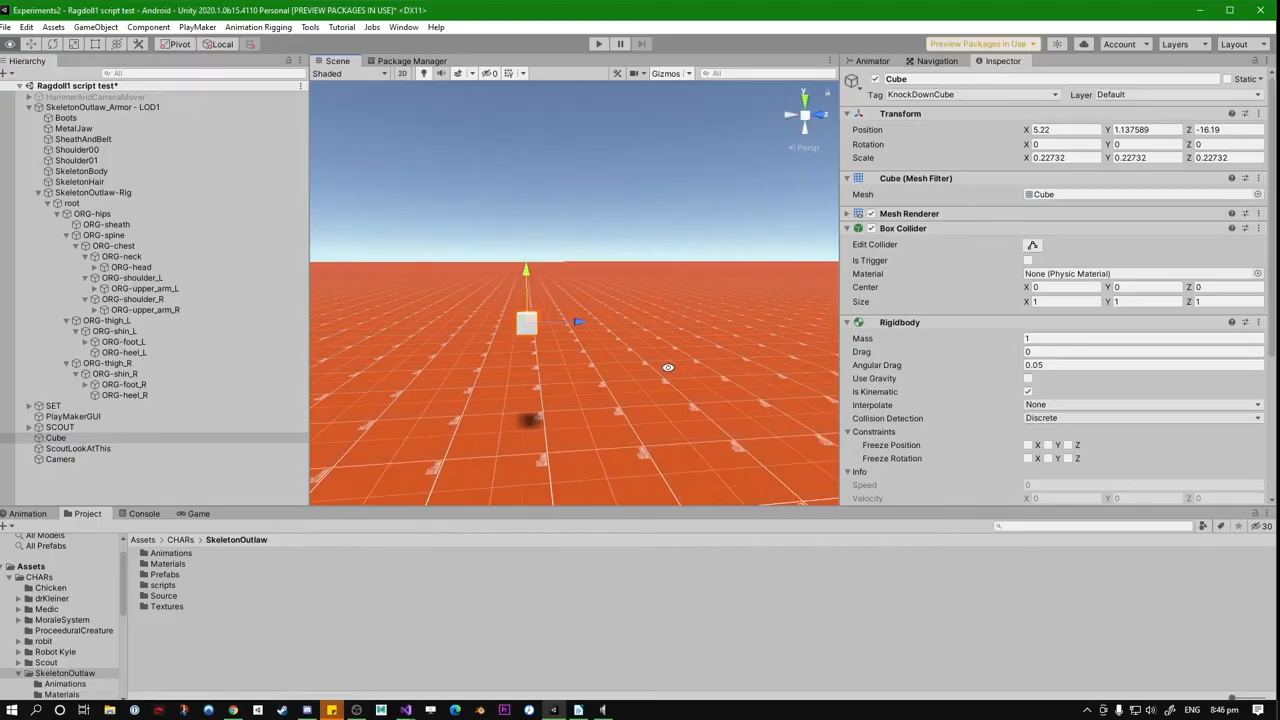 Experiments2 - Ragdoll1 script test - Android - Unity 2020.1.0b15.4110 Personal [PREVIEW PACKAGES IN USE]* <DX11>
File Edit Assets GameObject Component PlayMaker Animation Rigging Tools Tutorial Jobs Window Help
Pivot Local Preview Packages in Use Account Layers Layout
Hierarchy
All
Ragdoll1 script test*
HammerAndCameraMover
SkeletonOutlaw_Armor - LOD1
Boots
MetalJaw
SheathAndBelt
Shoulder00
Shoulder01
SkeletonBody
SkeletonHair
SkeletonOutlaw-Rig
root
ORG-hips
ORG-sheath
ORG-spine
ORG-chest
ORG-neck
ORG-head
ORG-shoulder_L
ORG-upper_arm_L
ORG-shoulder_R
ORG-upper_arm_R
ORG-thigh_L
ORG-shin_L
ORG-foot_L
ORG-heel_L
ORG-thigh_R
ORG-shin_R
ORG-foot_R
ORG-heel_R
SET
PlayMakerGUI
SCOUT
Cube
ScoutLookAtThis
Camera
Scene Package Manager
Shaded 2D 0 Gizmos All
y
z
Persp
Animator Navigation Inspector
Cube Static
Tag KnockDownCube Layer Default
Transform
Position X 5.22 Y 1.137589 Z -16.19
Rotation X 0 Y 0 Z 0
Scale X 0.22732 Y 0.22732 Z 0.22732
Cube (Mesh Filter)
Mesh Cube
Mesh Renderer
Box Collider
Edit Collider
Is Trigger
Material None (Physic Material)
Center X 0 Y 0 Z 0
Size X 1 Y 1 Z 1
Rigidbody
Mass 1
Drag 0
Angular Drag 0.05
Use Gravity
Is Kinematic
Interpolate None
Collision Detection Discrete
Constraints
Freeze Position X Y Z
Freeze Rotation X Y Z
Info
Speed 0
Velocity X 0 Y 0 Z 0
Animation Project Console Game
30
All Models
All Prefabs
Assets
CHARs
Chicken
drKleiner
Medic
MoraleSystem
ProceeduralCreature
robit
Robot Kyle
Scout
SkeletonOutlaw
Animations
Materials
Assets > CHARs > SkeletonOutlaw
Animations
Materials
Prefabs
scripts
Source
Textures
8:46 PM